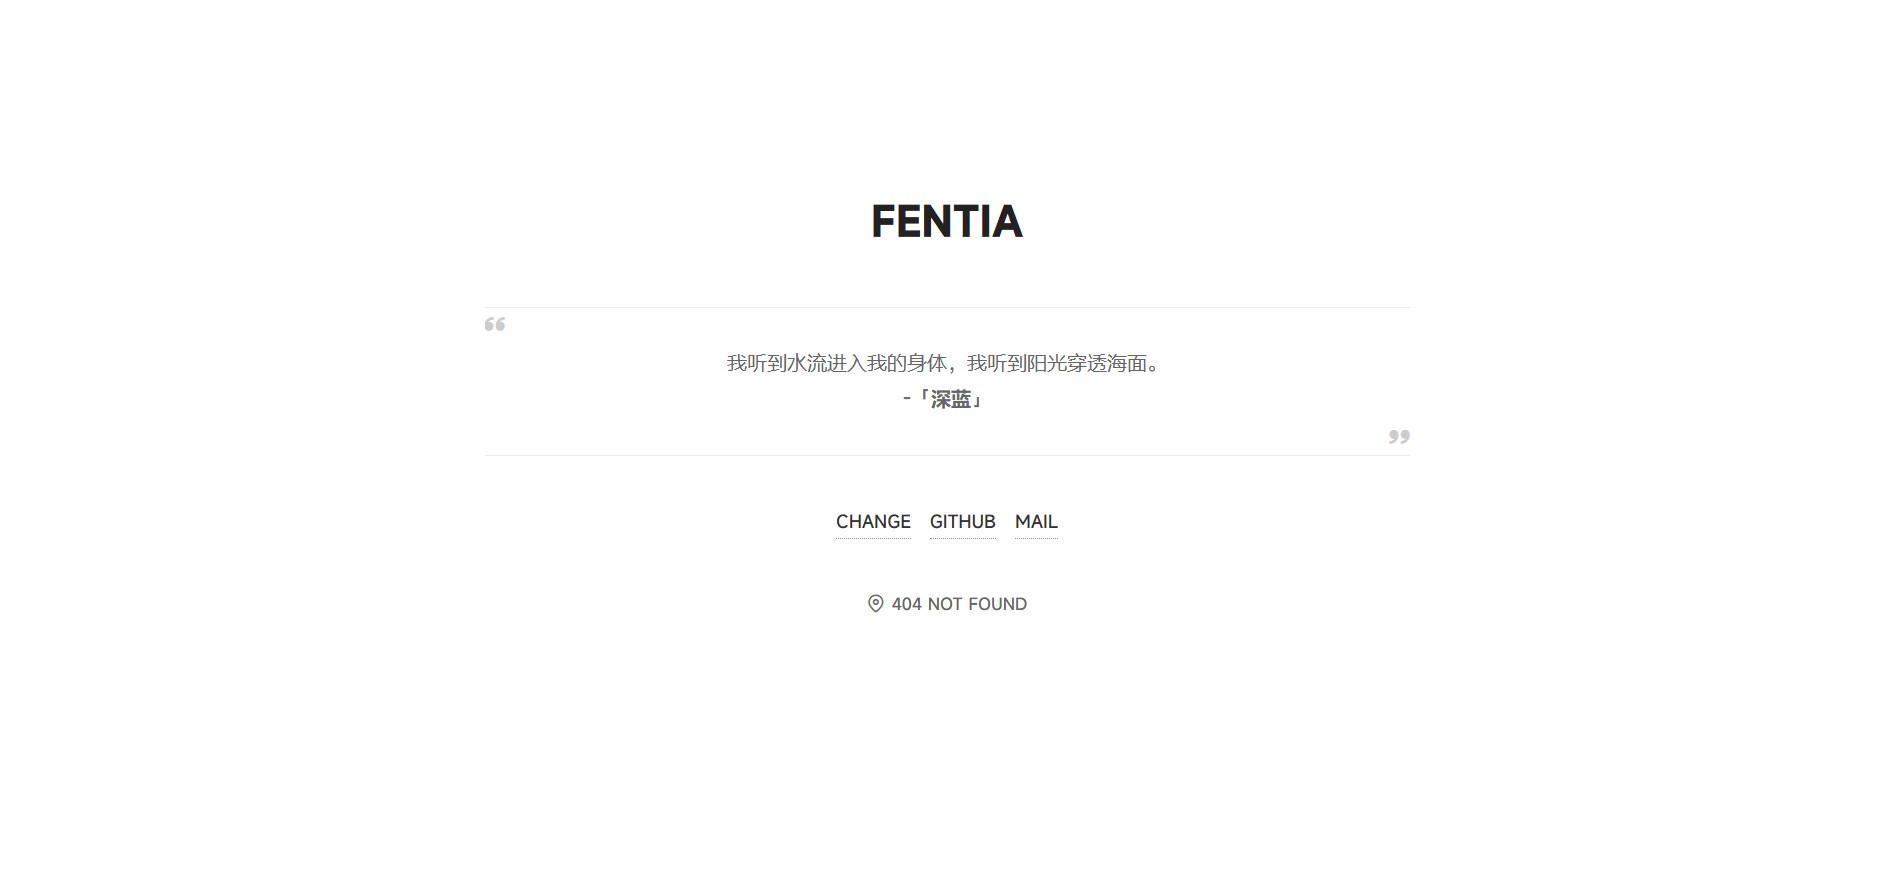 FENTIA
“
我听到水流进入我的身体，我听到阳光穿透海面。
-「深蓝」
”
CHANGE GITHUB MAIL
404 NOT FOUND